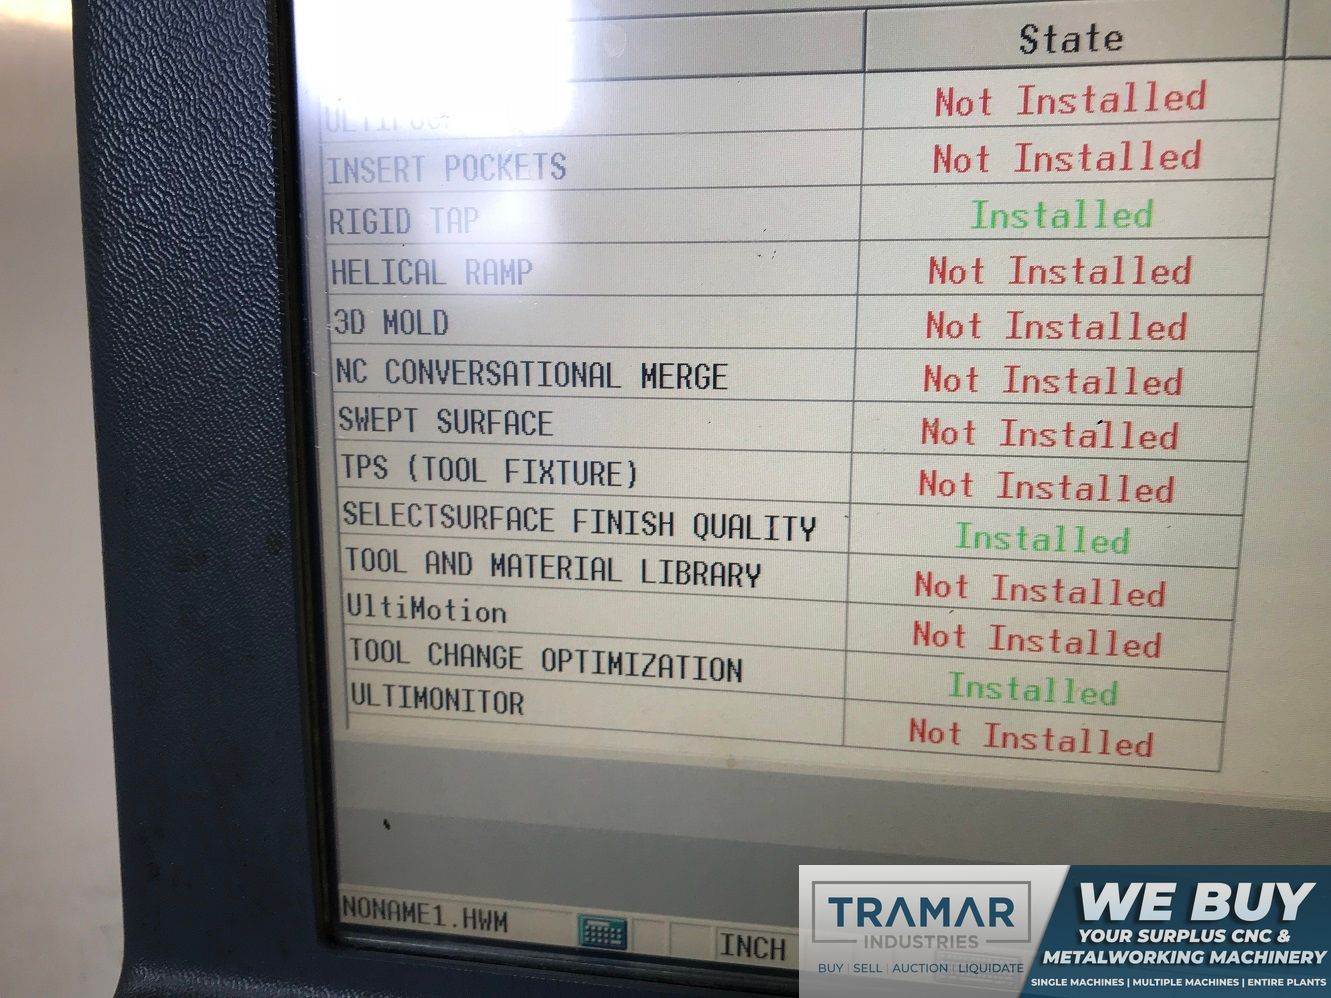 State
Not Installed
INSERT POCKETS Not Installed
RIGID TAP Installed
HELICAL RAMP Not Installed
3D MOLD Not Installed
NC CONVERSATIONAL MERGE Not Installed
SWEPT SURFACE Not Installed
TPS (TOOL FIXTURE) Not Installed
SELECTSURFACE FINISH QUALITY Installed
TOOL AND MATERIAL LIBRARY Not Installed
UltiMotion Not Installed
TOOL CHANGE OPTIMIZATION Installed
ULTIMONITOR Not Installed
NONAME1.HWM INCH
TRAMAR
INDUSTRIES
BUY | SELL | AUCTION | LIQUIDATE
WE BUY
YOUR SURPLUS CNC &
METALWORKING MACHINERY
SINGLE MACHINES | MULTIPLE MACHINES | ENTIRE PLANTS